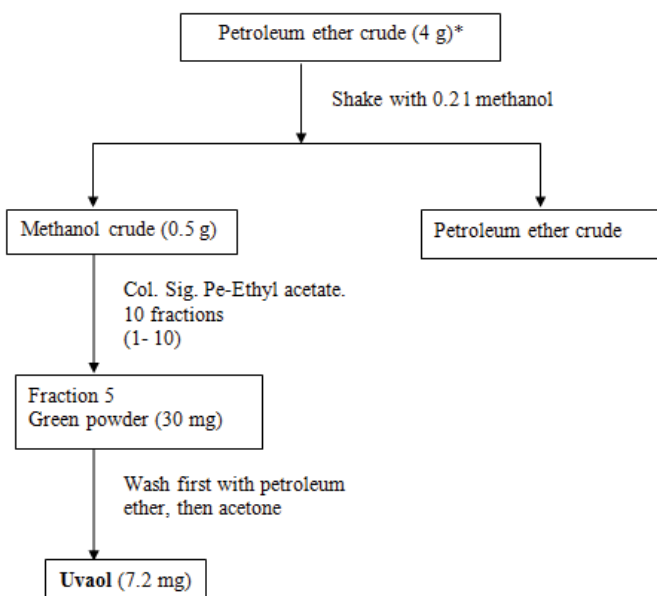 Petroleum ether crude (4 g)*
Shake with 0.2 l methanol
Methanol crude (0.5 g)
Petroleum ether crude
Col. Sig. Pe-Ethyl acetate.
10 fractions
(1- 10)
Fraction 5
Green powder (30 mg)
Wash first with petroleum
ether, then acetone
Uvaol (7.2 mg)